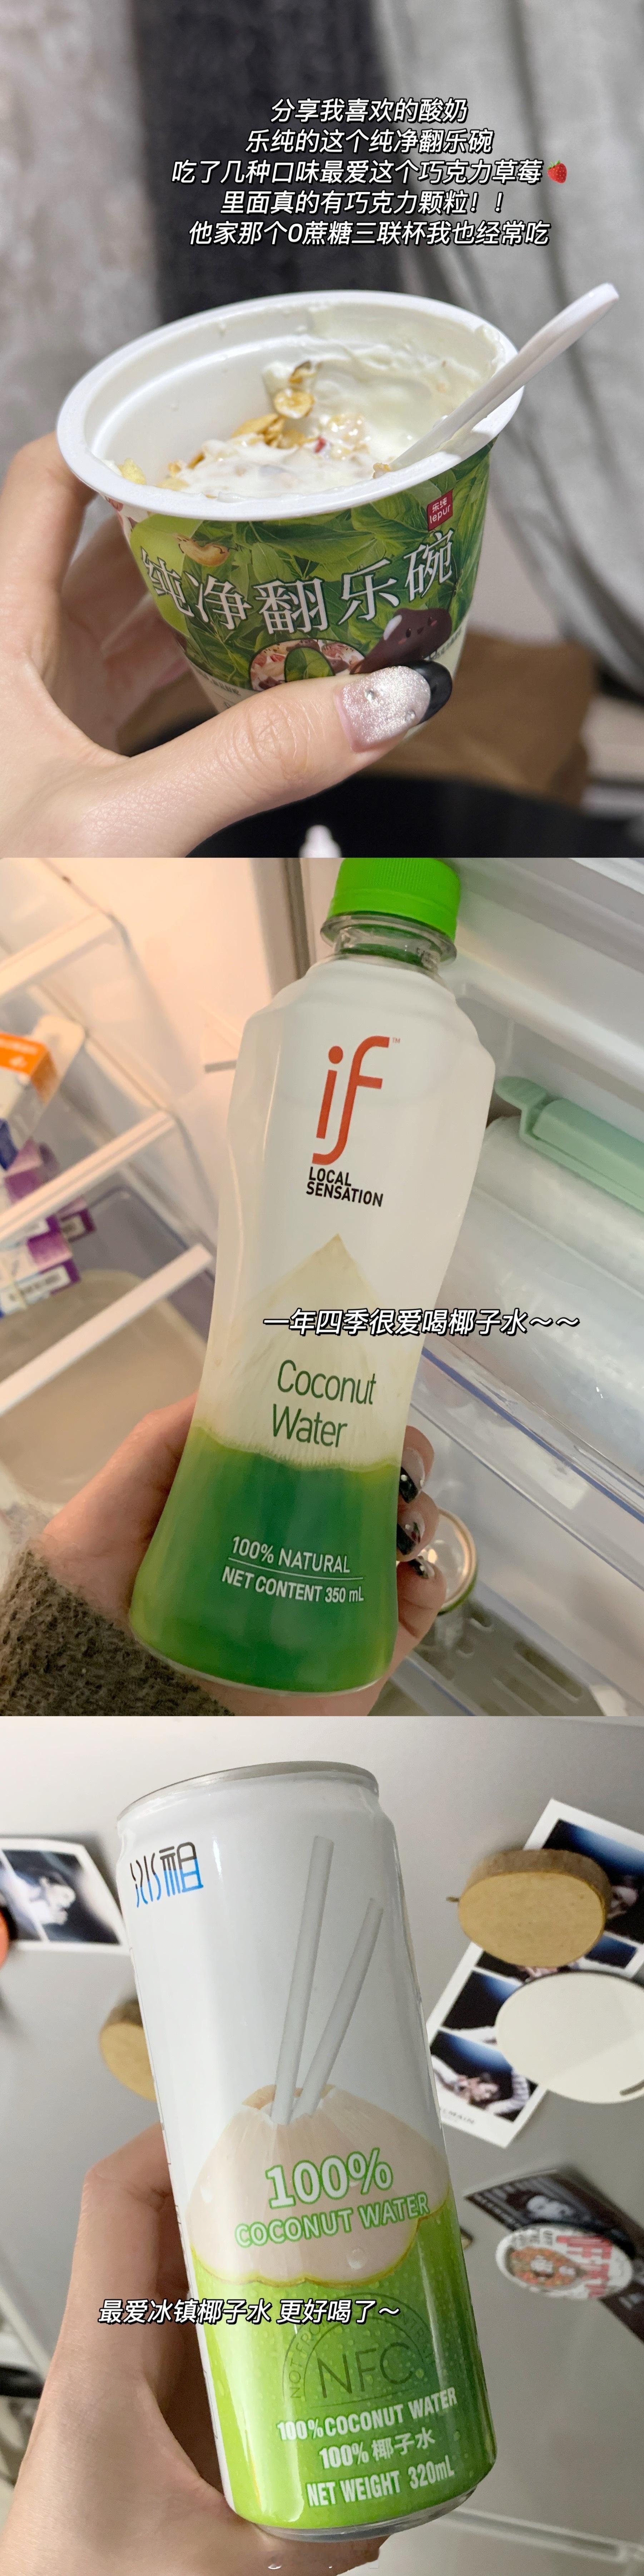 分享我喜欢的酸奶
乐纯的这个纯净翻乐碗
吃了几种口味最爱这个巧克力草莓🍓
里面真的有巧克力颗粒！！
他家那个0蔗糖三联杯我也经常吃
乐纯
lepur
纯净翻乐碗
if™
LOCAL
SENSATION
一年四季很爱喝椰子水～～
Coconut
Water
100% NATURAL
NET CONTENT 350 mL
100%
COCONUT WATER
最爱冰镇椰子水 更好喝了～
NFC
100%COCONUT WATER
100%椰子水
NET WEIGHT 320mL